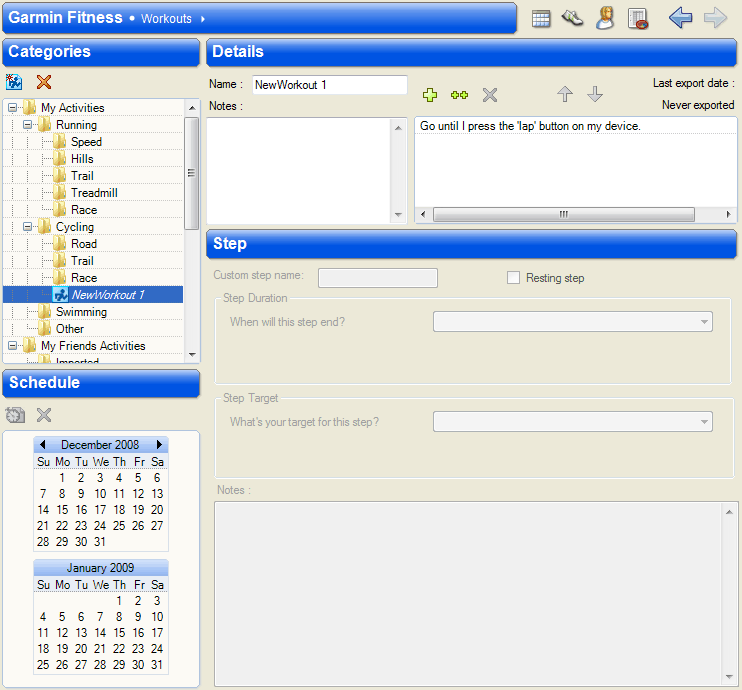 Garmin Fitness • Workouts
Categories
My Activities
Running
Speed
Hills
Trail
Treadmill
Race
Cycling
Road
Trail
Race
NewWorkout 1
Swimming
Other
My Friends Activities
Imported
Schedule
December 2008
Su Mo Tu We Th Fr Sa
1 2 3 4 5 6
7 8 9 10 11 12 13
14 15 16 17 18 19 20
21 22 23 24 25 26 27
28 29 30 31
January 2009
Su Mo Tu We Th Fr Sa
1 2 3
4 5 6 7 8 9 10
11 12 13 14 15 16 17
18 19 20 21 22 23 24
25 26 27 28 29 30 31
Details
Name : NewWorkout 1
Notes :
Last export date :
Never exported
Go until I press the 'lap' button on my device.
Step
Custom step name:
Resting step
Step Duration
When will this step end?
Step Target
What's your target for this step?
Notes :